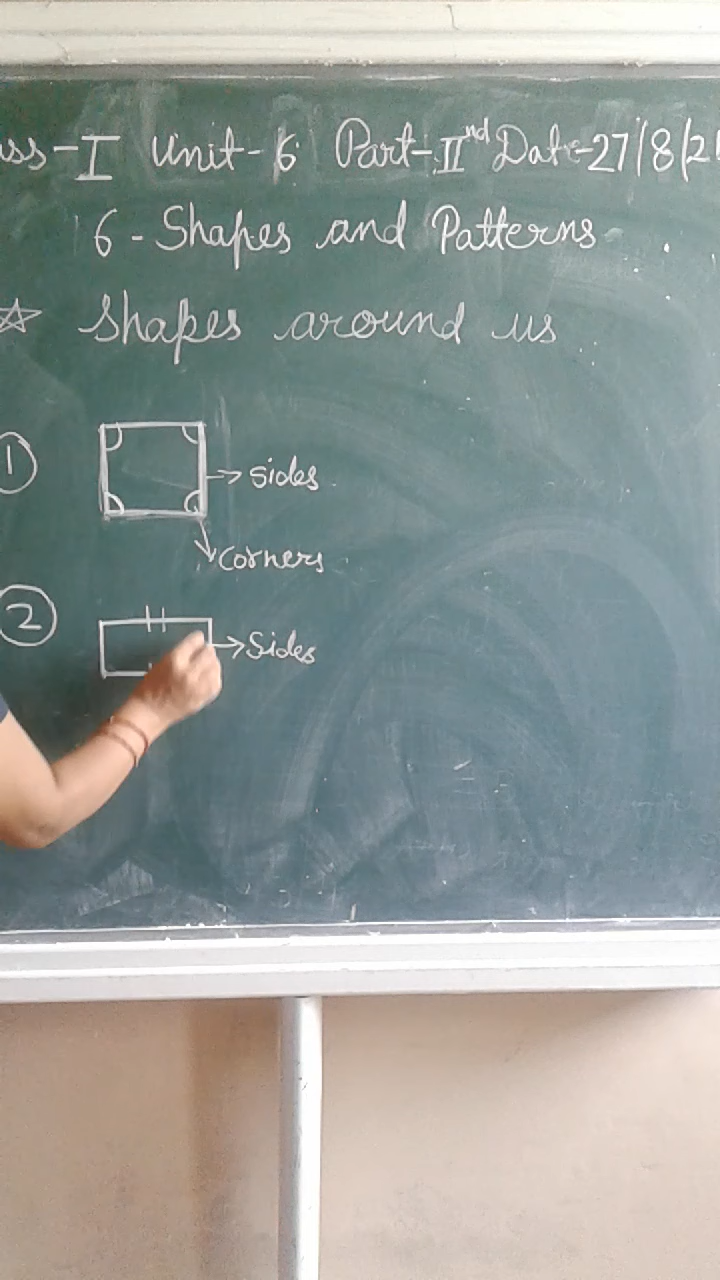 Unit-6 Part-IInd Date-27/8/2
6-Shapes and Patterns
☆ Shapes around us
1
→ sides
corners
2
→ Sides